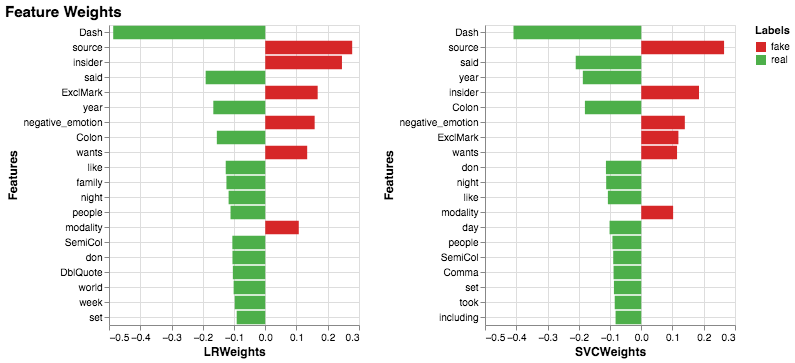 Feature Weights
Features
Dash
source
insider
said
ExclMark
year
negative_emotion
Colon
wants
like
family
night
people
modality
SemiCol
don
DblQuote
world
week
set
−0.5 −0.4 −0.3 −0.2 −0.1 0.0 0.1 0.2 0.3
LRWeights
Features
Dash
source
said
year
insider
Colon
negative_emotion
ExclMark
wants
don
night
like
modality
day
people
SemiCol
Comma
set
took
including
−0.5 −0.4 −0.3 −0.2 −0.1 0.0 0.1 0.2 0.3
SVCWeights
Labels
fake
real